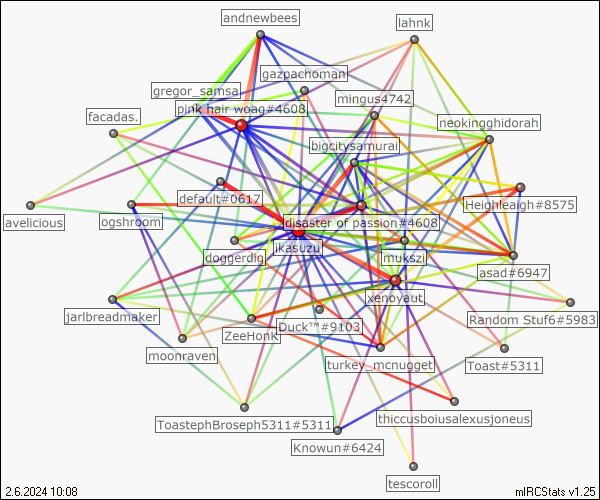 andnewbees
lahnk
gazpachoman
gregor_samsa
mingus4742
pink hair woag#4608
facadas.
neokingghidorah
bigcitysamurai
default#0617
Heighleigh#8575
avelicious
ogshroom
disaster of passion#4608
ikasuzu
doggerdig
mukszi
asad#6947
xenoyaut
jarlbreadmaker
Duck™#9103
Random Stuf6#5983
ZeeHonk
moonraven
turkey_mcnugget
Toast#5311
ToastephBroseph5311#5311
thiccusboiusalexusjoneus
Knowun#6424
tescoroll
2.6.2024 10:08
mIRCStats v1.25